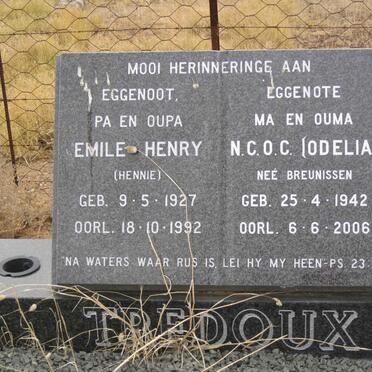 MOOI HERINNERINGE AAN
EGGENOOT, EGGENOTE
PA EN OUPA MA EN OUMA
EMILE HENRY N.C.O.C. (ODELIA
(HENNIE) NEÉ BREUNISSEN
GEB. 9·5·1927 GEB. 25·4·1942
OORL. 18·10·1992 OORL. 6·6·2006
'NA WATERS WAAR RUS IS, LEI HY MY HEEN-PS. 23
TREDOUX